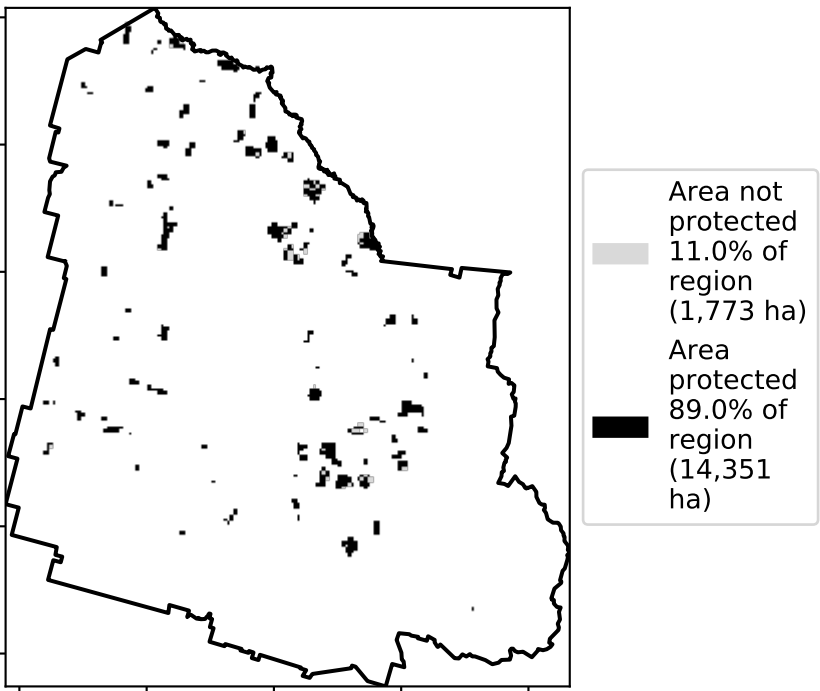 Area not
protected
11.0% of
region
(1,773 ha)
Area
protected
89.0% of
region
(14,351
ha)